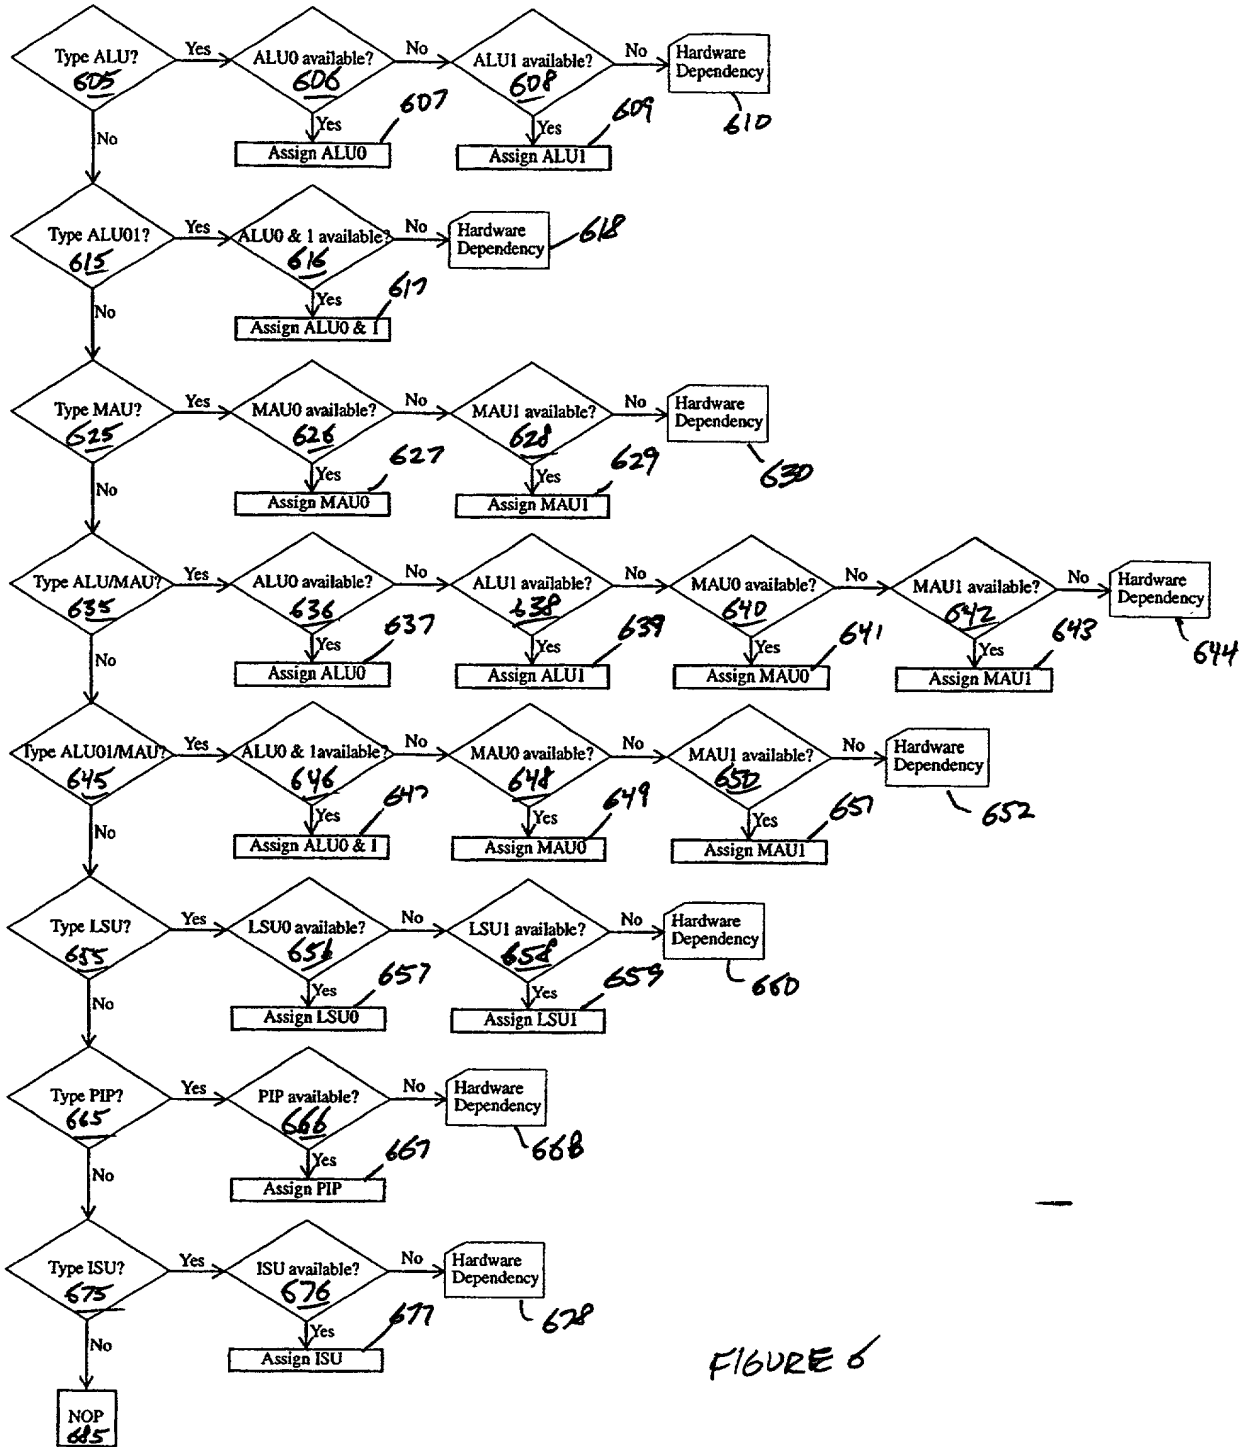 Type ALU?
605
Yes
ALU0 available?
606
No
ALU1 available?
608
No
Hardware
Dependency
610
No
Yes
607
Assign ALU0
Yes
609
Assign ALU1
Type ALU01?
615
Yes
ALU0 & 1 available?
616
No
Hardware
Dependency
618
No
Yes
617
Assign ALU0 & 1
Type MAU?
625
Yes
MAU0 available?
626
No
MAU1 available?
628
No
Hardware
Dependency
630
No
Yes
627
Assign MAU0
Yes
629
Assign MAU1
Type ALU/MAU?
635
Yes
ALU0 available?
636
No
ALU1 available?
638
No
MAU0 available?
640
No
MAU1 available?
642
No
Hardware
Dependency
644
No
Yes
637
Assign ALU0
Yes
639
Assign ALU1
Yes
641
Assign MAU0
Yes
643
Assign MAU1
Type ALU01/MAU?
645
Yes
ALU0 & 1available?
646
No
MAU0 available?
648
No
MAU1 available?
650
No
Hardware
Dependency
652
No
Yes
647
Assign ALU0 & 1
Yes
649
Assign MAU0
Yes
651
Assign MAU1
Type LSU?
655
Yes
LSU0 available?
656
No
LSU1 available?
658
No
Hardware
Dependency
660
No
Yes
657
Assign LSU0
Yes
659
Assign LSU1
Type PIP?
665
Yes
PIP available?
666
No
Hardware
Dependency
668
No
Yes
667
Assign PIP
Type ISU?
675
Yes
ISU available?
676
No
Hardware
Dependency
678
No
Yes
677
Assign ISU
NOP
685
FIGURE 6